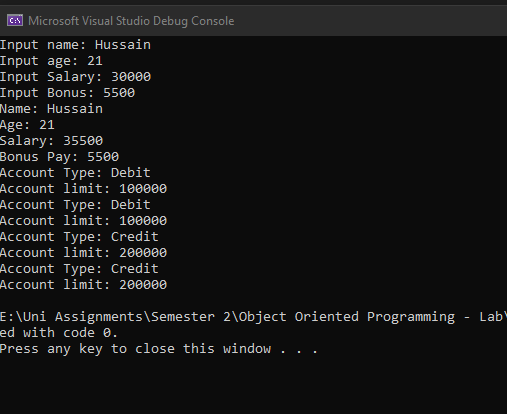 Microsoft Visual Studio Debug Console
Input name: Hussain
Input age: 21
Input Salary: 30000
Input Bonus: 5500
Name: Hussain
Age: 21
Salary: 35500
Bonus Pay: 5500
Account Type: Debit
Account limit: 100000
Account Type: Debit
Account limit: 100000
Account Type: Credit
Account limit: 200000
Account Type: Credit
Account limit: 200000
E:\Uni Assignments\Semester 2\Object Oriented Programming - Lab\
ed with code 0.
Press any key to close this window . . .